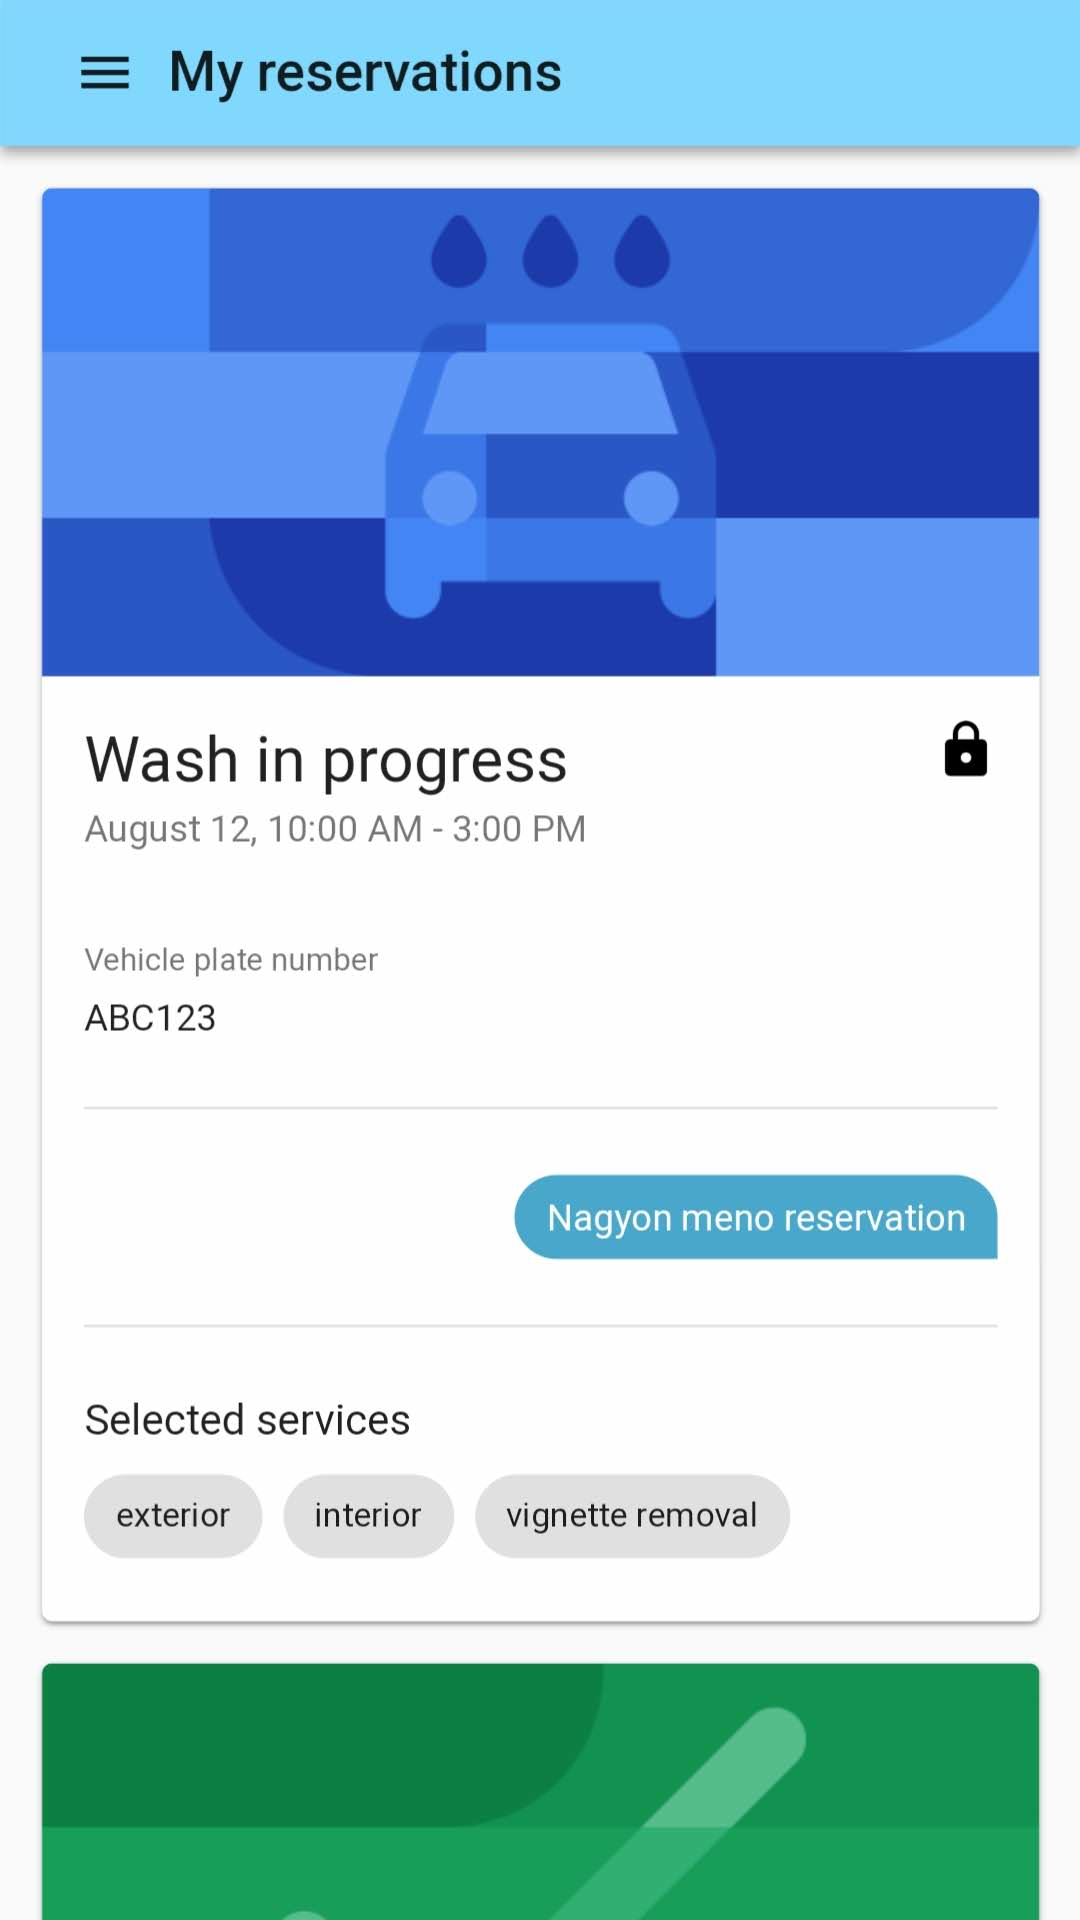 My reservations
Wash in progress
August 12, 10:00 AM - 3:00 PM
Vehicle plate number
ABC123
Nagyon meno reservation
Selected services
exterior interior vignette removal